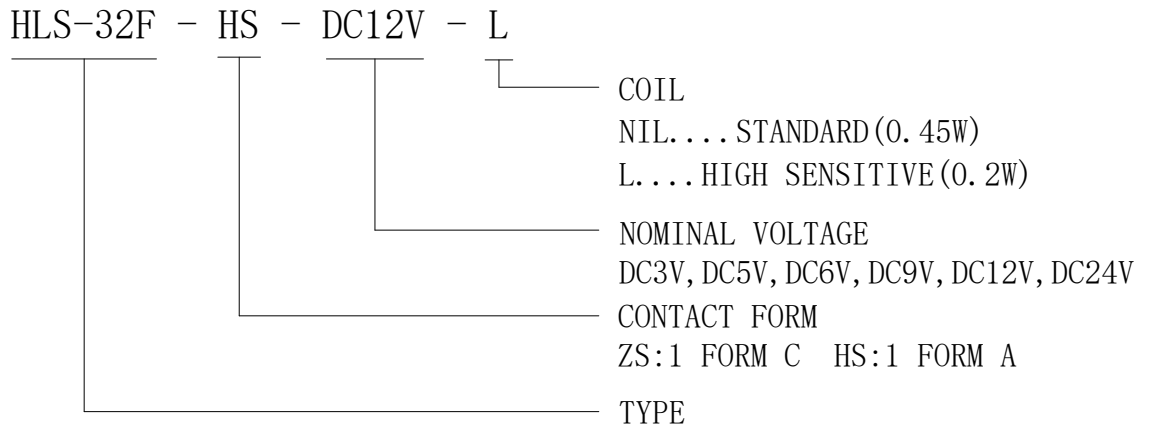 HLS-32F - HS - DC12V - L
COIL
NIL....STANDARD(0.45W)
L....HIGH SENSITIVE(0.2W)
NOMINAL VOLTAGE
DC3V,DC5V,DC6V,DC9V,DC12V,DC24V
CONTACT FORM
ZS:1 FORM C  HS:1 FORM A
TYPE